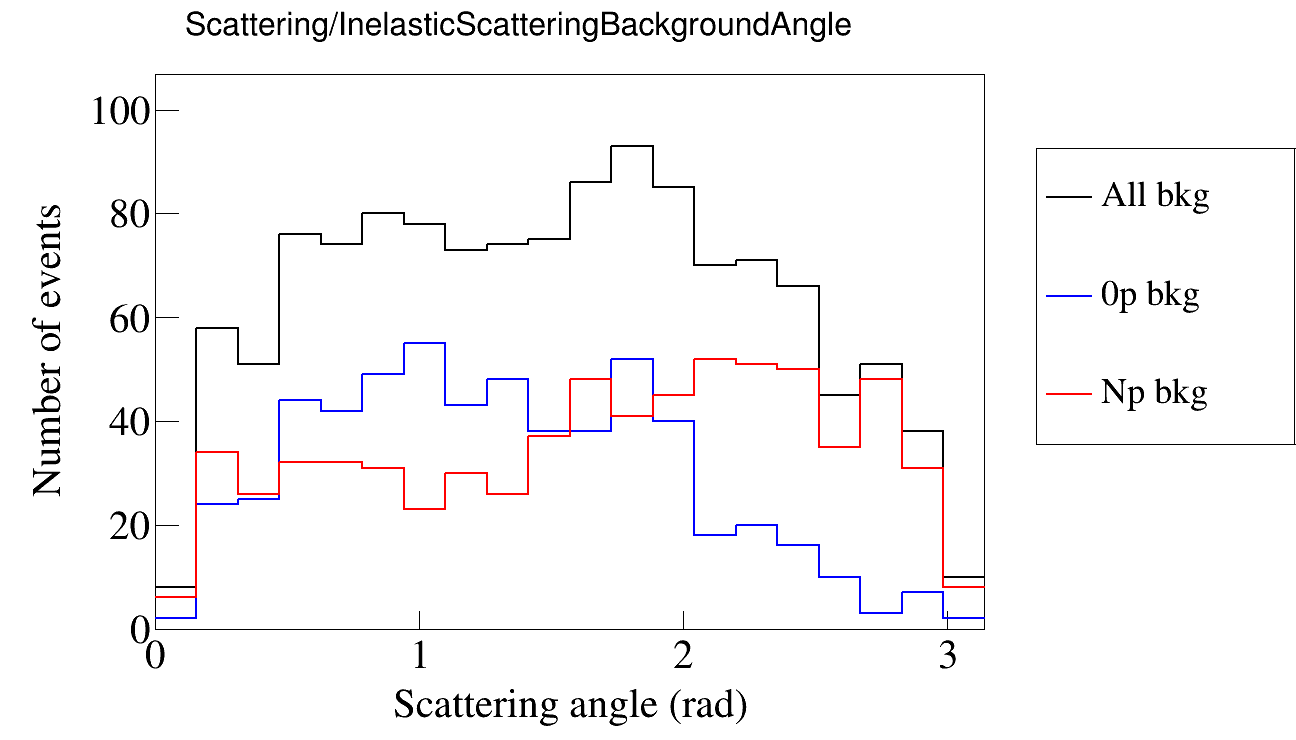 Scattering/InelasticScatteringBackgroundAngle
100
80
60
40
20
0
Number of events
0 1 2 3
Scattering angle (rad)
All bkg
0p bkg
Np bkg